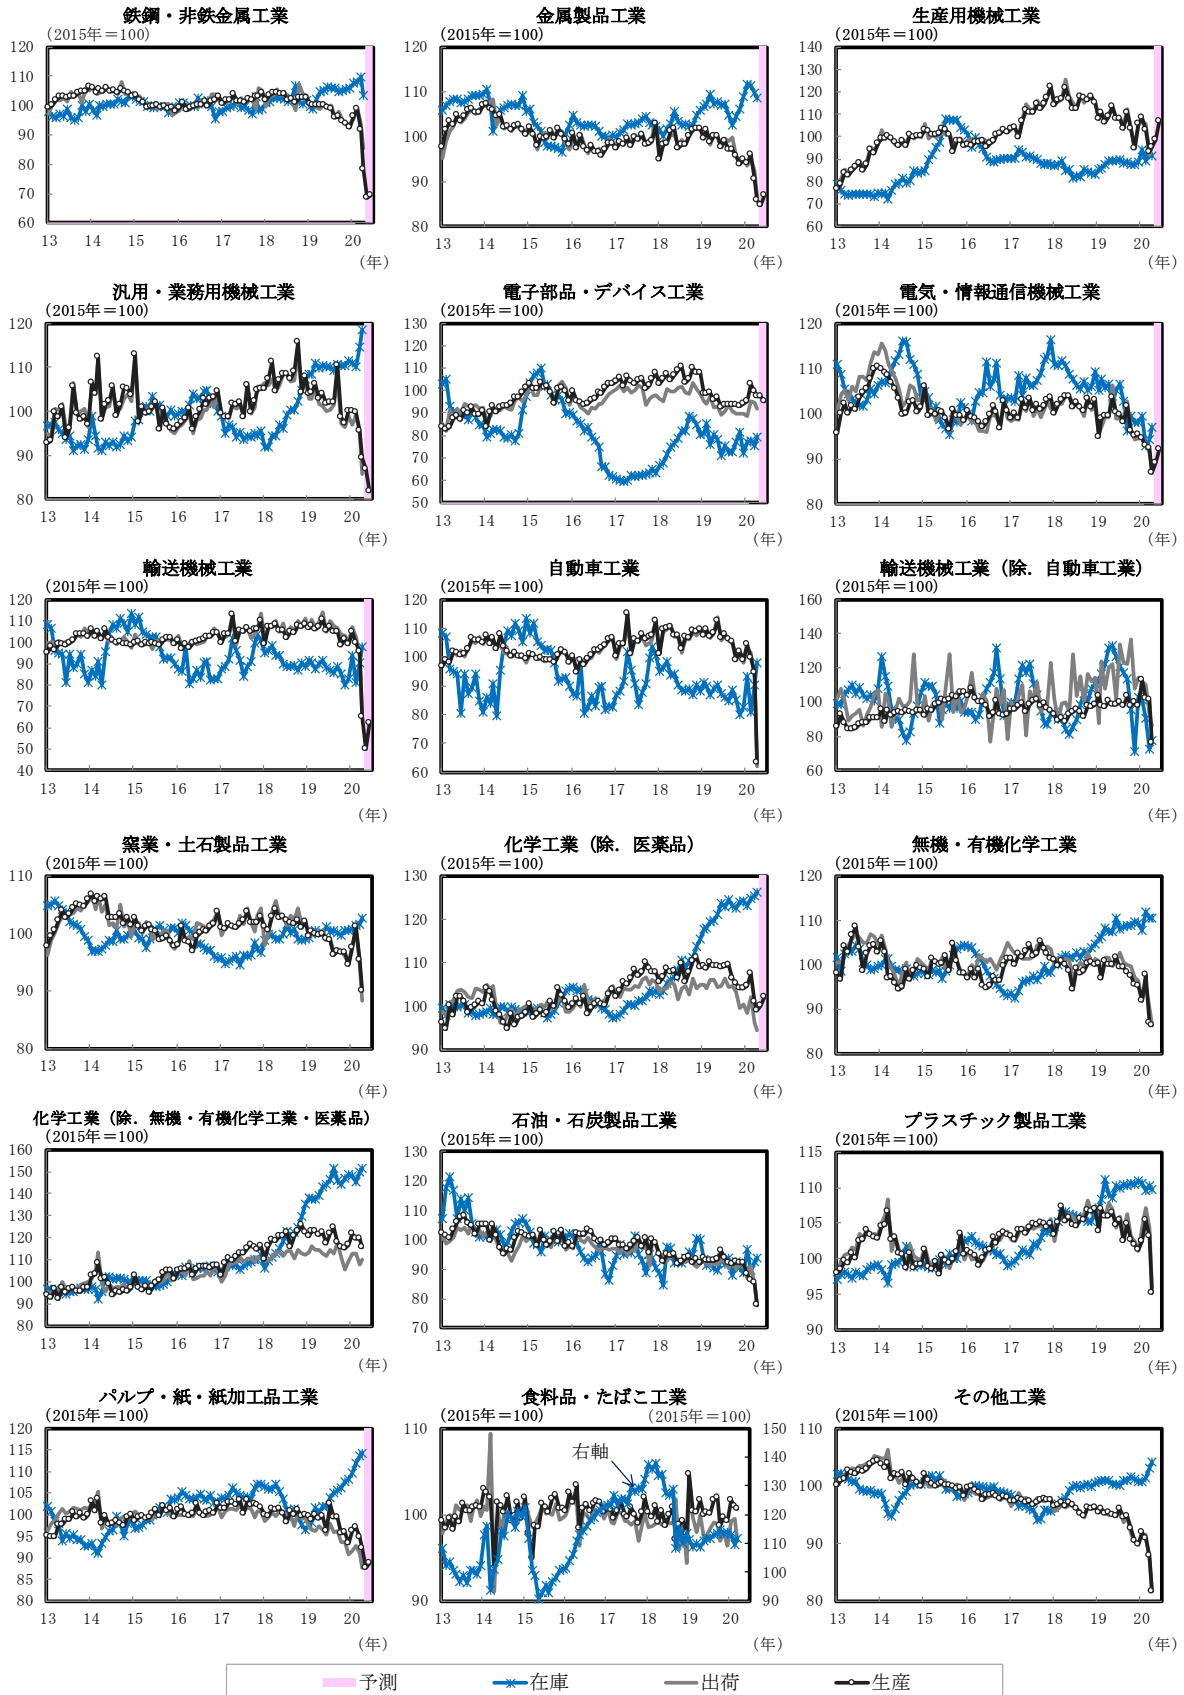 鉄鋼・非鉄金属工業
(2015年＝100)
120
110
100
90
80
70
60
13 14 15 16 17 18 19 20
(年)
金属製品工業
(2015年＝100)
120
110
100
90
80
13 14 15 16 17 18 19 20
(年)
生産用機械工業
(2015年＝100)
140
130
120
110
100
90
80
70
60
13 14 15 16 17 18 19 20
(年)
汎用・業務用機械工業
(2015年＝100)
120
110
100
90
80
13 14 15 16 17 18 19 20
(年)
電子部品・デバイス工業
(2015年＝100)
130
120
110
100
90
80
70
60
50
13 14 15 16 17 18 19 20
(年)
電気・情報通信機械工業
(2015年＝100)
120
110
100
90
80
13 14 15 16 17 18 19 20
(年)
輸送機械工業
(2015年＝100)
120
110
100
90
80
70
60
50
40
13 14 15 16 17 18 19 20
(年)
自動車工業
(2015年＝100)
120
110
100
90
80
70
60
13 14 15 16 17 18 19 20
(年)
輸送機械工業（除．自動車工業）
(2015年＝100)
160
140
120
100
80
60
13 14 15 16 17 18 19 20
(年)
窯業・土石製品工業
(2015年＝100)
110
100
90
80
13 14 15 16 17 18 19 20
(年)
化学工業（除．医薬品）
(2015年＝100)
130
120
110
100
90
13 14 15 16 17 18 19 20
(年)
無機・有機化学工業
(2015年＝100)
120
110
100
90
80
13 14 15 16 17 18 19 20
(年)
化学工業（除．無機・有機化学工業・医薬品）
(2015年＝100)
160
150
140
130
120
110
100
90
80
13 14 15 16 17 18 19 20
(年)
石油・石炭製品工業
(2015年＝100)
130
120
110
100
90
80
70
13 14 15 16 17 18 19 20
(年)
プラスチック製品工業
(2015年＝100)
115
110
105
100
95
90
13 14 15 16 17 18 19 20
(年)
パルプ・紙・紙加工品工業
(2015年＝100)
120
115
110
105
100
95
90
85
80
13 14 15 16 17 18 19 20
(年)
食料品・たばこ工業
(2015年＝100) (2015年＝100)
右軸
110
100
90
150
140
130
120
110
100
90
13 14 15 16 17 18 19 20
(年)
その他工業
(2015年＝100)
110
100
90
80
13 14 15 16 17 18 19 20
(年)
予測 在庫 出荷 生産